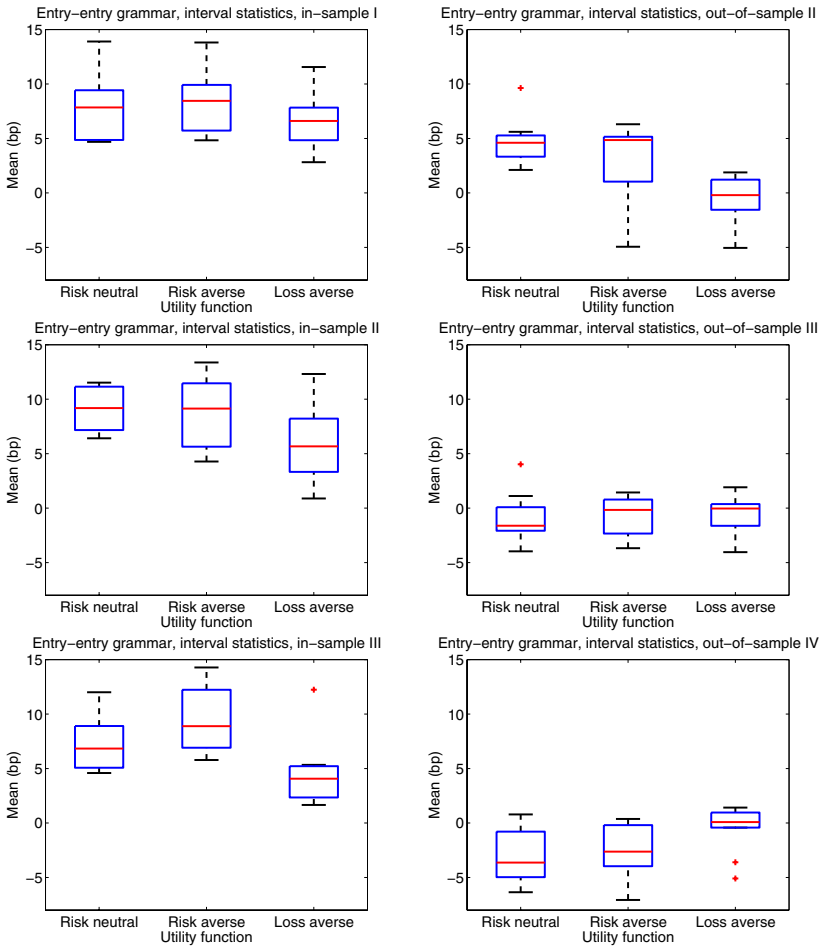 Entry−entry grammar, interval statistics, in−sample I
15
10
5
0
−5
Mean (bp)
Risk neutral Risk averse Loss averse
Utility function
Entry−entry grammar, interval statistics, out−of−sample II
15
10
5
0
−5
Mean (bp)
Risk neutral Risk averse Loss averse
Utility function
Entry−entry grammar, interval statistics, in−sample II
15
10
5
0
−5
Mean (bp)
Risk neutral Risk averse Loss averse
Utility function
Entry−entry grammar, interval statistics, out−of−sample III
15
10
5
0
−5
Mean (bp)
Risk neutral Risk averse Loss averse
Utility function
Entry−entry grammar, interval statistics, in−sample III
15
10
5
0
−5
Mean (bp)
Risk neutral Risk averse Loss averse
Utility function
Entry−entry grammar, interval statistics, out−of−sample IV
15
10
5
0
−5
Mean (bp)
Risk neutral Risk averse Loss averse
Utility function